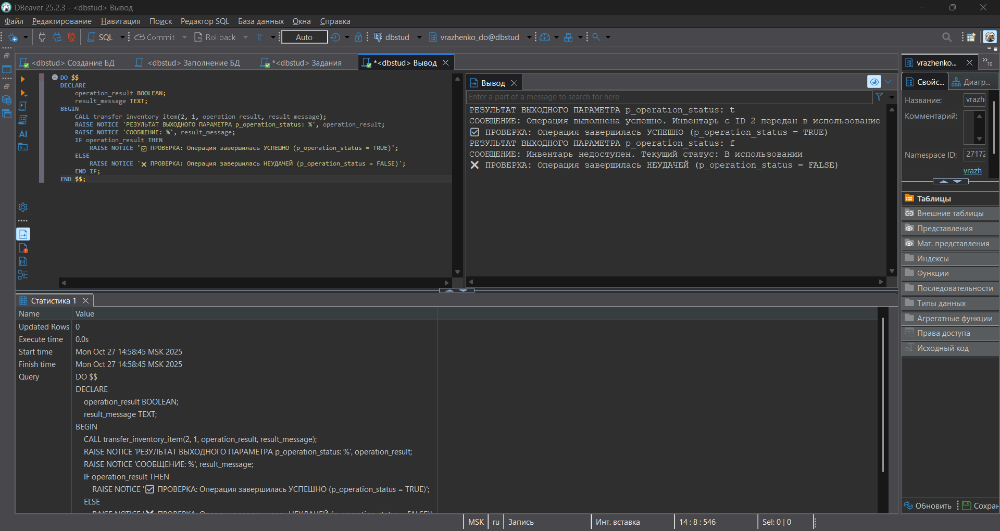 DBeaver 25.2.3 - <dbstud> Вывод
Файл Редактирование Навигация Поиск Редактор SQL База данных Окна Справка
SQL Commit Rollback Auto dbstud vrazhenko_do@dbstud
<dbstud> Создание БД <dbstud> Заполнение БД *<dbstud> Задания *<dbstud> Вывод
DO $$
DECLARE
operation_result BOOLEAN;
result_message TEXT;
BEGIN
CALL transfer_inventory_item(2, 1, operation_result, result_message);
RAISE NOTICE 'РЕЗУЛЬТАТ ВЫХОДНОГО ПАРАМЕТРА p_operation_status: %', operation_result;
RAISE NOTICE 'СООБЩЕНИЕ: %', result_message;
IF operation_result THEN
RAISE NOTICE '☑ ПРОВЕРКА: Операция завершилась УСПЕШНО (p_operation_status = TRUE)';
ELSE
RAISE NOTICE '❌ ПРОВЕРКА: Операция завершилась НЕУДАЧЕЙ (p_operation_status = FALSE)';
END IF;
END $$;
AI
Вывод
Enter a part of a message to search for here
РЕЗУЛЬТАТ ВЫХОДНОГО ПАРАМЕТРА p_operation_status: t
СООБЩЕНИЕ: Операция выполнена успешно. Инвентарь с ID 2 передан в использование
☑ ПРОВЕРКА: Операция завершилась УСПЕШНО (p_operation_status = TRUE)
РЕЗУЛЬТАТ ВЫХОДНОГО ПАРАМЕТРА p_operation_status: f
СООБЩЕНИЕ: Инвентарь недоступен. Текущий статус: В использовании
❌ ПРОВЕРКА: Операция завершилась НЕУДАЧЕЙ (p_operation_status = FALSE)
vrazhenko... 10
Свойс... Диагр...
Название: vrazh
Комментарий:
Namespace ID: 27172
vrazh
Таблицы
Внешние таблицы
Представления
Мат. представления
Индексы
Функции
Последовательности
Типы данных
Агрегатные функции
Права доступа
Исходный код
Обновить Сохран
Статистика 1
Name Value
Updated Rows 0
Execute time 0.0s
Start time Mon Oct 27 14:58:45 MSK 2025
Finish time Mon Oct 27 14:58:45 MSK 2025
Query DO $$
DECLARE
operation_result BOOLEAN;
result_message TEXT;
BEGIN
CALL transfer_inventory_item(2, 1, operation_result, result_message);
RAISE NOTICE 'РЕЗУЛЬТАТ ВЫХОДНОГО ПАРАМЕТРА p_operation_status: %', operation_result;
RAISE NOTICE 'СООБЩЕНИЕ: %', result_message;
IF operation_result THEN
RAISE NOTICE '☑ ПРОВЕРКА: Операция завершилась УСПЕШНО (p_operation_status = TRUE)';
ELSE
RAISE NOTICE '❌ ПРОВЕРКА: Операция завершилась НЕУДАЧЕЙ (p_operation_status = FALSE)';
MSK ru Запись Инт. вставка 14 : 8 : 546 Sel: 0 | 0